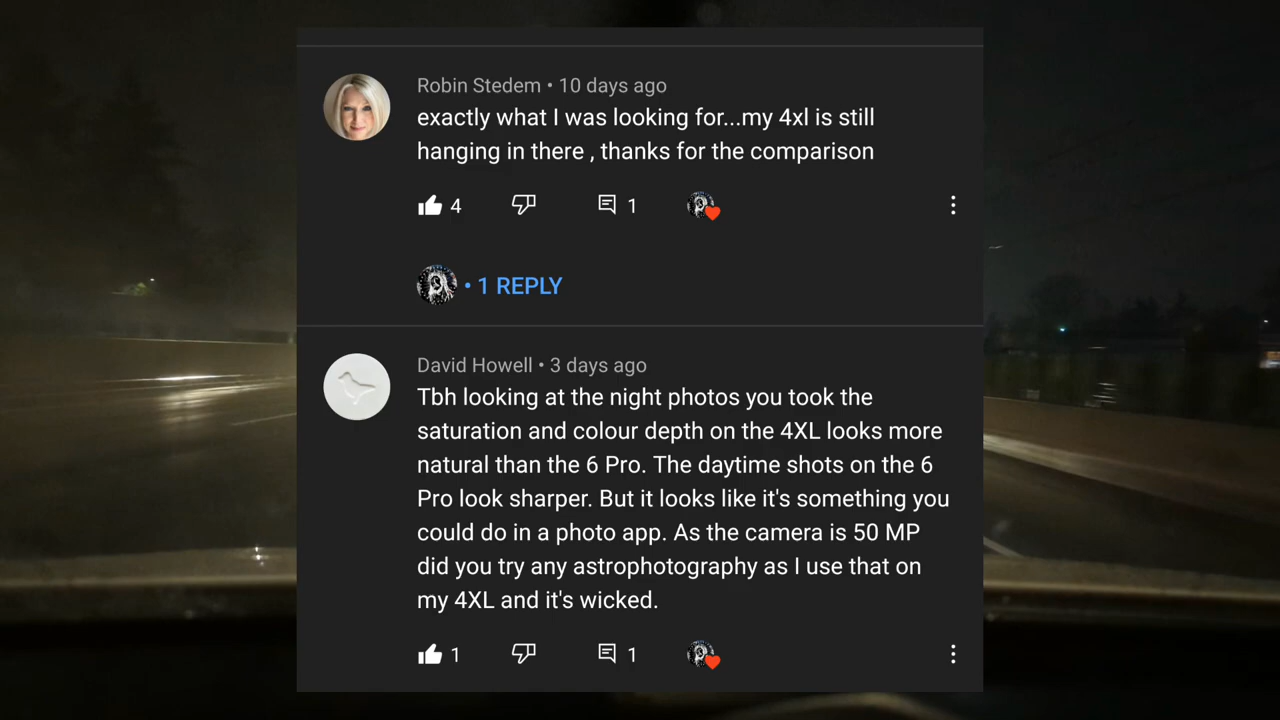 Robin Stedem • 10 days ago
exactly what I was looking for...my 4xl is still
hanging in there , thanks for the comparison
4 1
• 1 REPLY
David Howell • 3 days ago
Tbh looking at the night photos you took the
saturation and colour depth on the 4XL looks more
natural than the 6 Pro. The daytime shots on the 6
Pro look sharper. But it looks like it's something you
could do in a photo app. As the camera is 50 MP
did you try any astrophotography as I use that on
my 4XL and it's wicked.
1 1